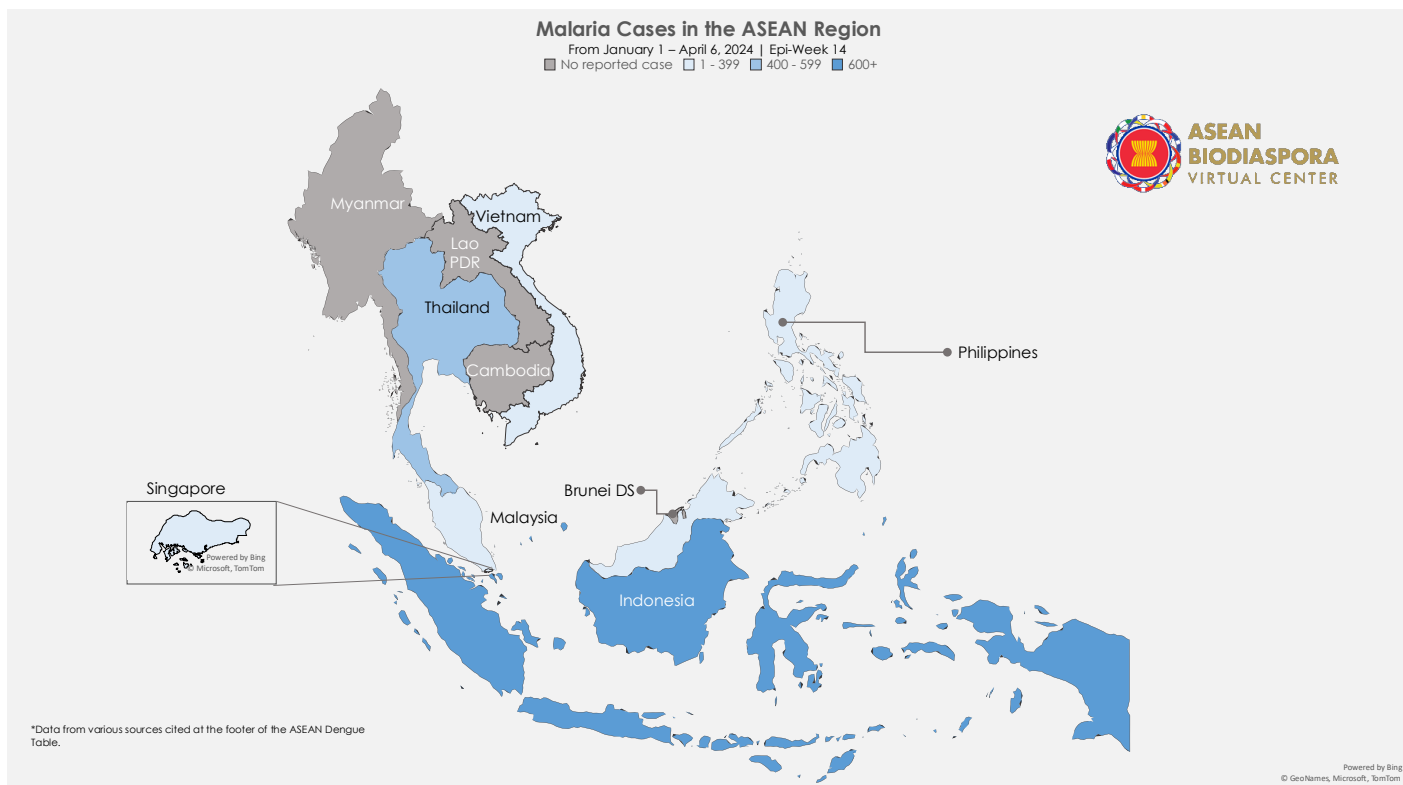 Malaria Cases in the ASEAN Region
From January 1 – April 6, 2024 | Epi-Week 14
No reported case 1 - 399 400 - 599 600+
ASEAN
BIODIASPORA
VIRTUAL CENTER
Myanmar
Vietnam
Lao
PDR
Thailand
Cambodia
Philippines
Singapore
Powered by Bing
© Microsoft, TomTom
Brunei DS
Malaysia
Indonesia
*Data from various sources cited at the footer of the ASEAN Dengue
Table.
Powered by Bing
© GeoNames, Microsoft, TomTom